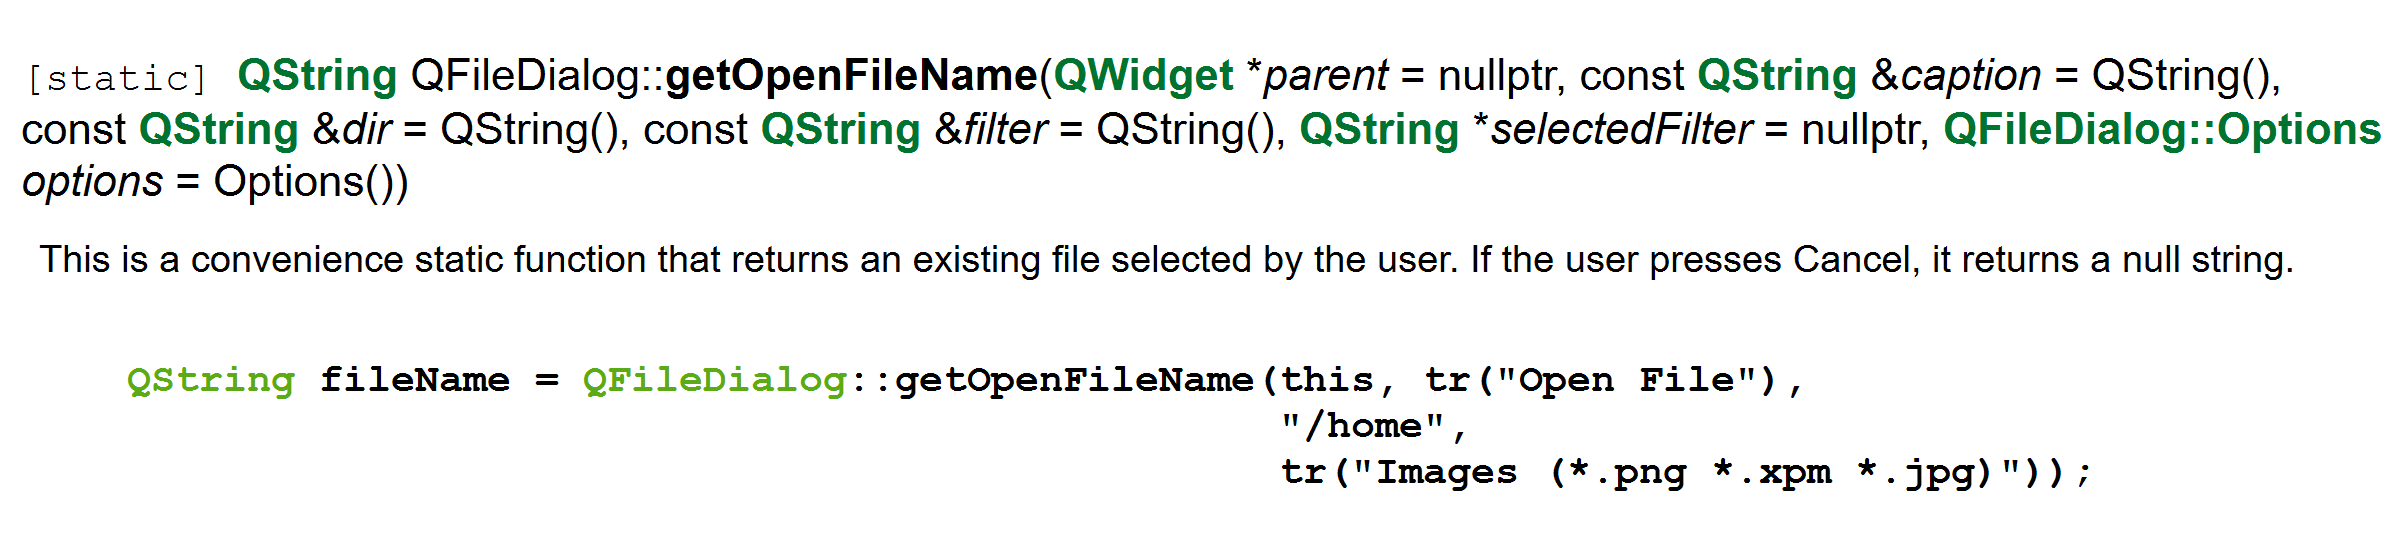 [static] QString QFileDialog::getOpenFileName(QWidget *parent = nullptr, const QString &caption = QString(),
const QString &dir = QString(), const QString &filter = QString(), QString *selectedFilter = nullptr, QFileDialog::Options
options = Options())
This is a convenience static function that returns an existing file selected by the user. If the user presses Cancel, it returns a null string.
QString fileName = QFileDialog::getOpenFileName(this, tr("Open File"),
"/home",
tr("Images (*.png *.xpm *.jpg)"));